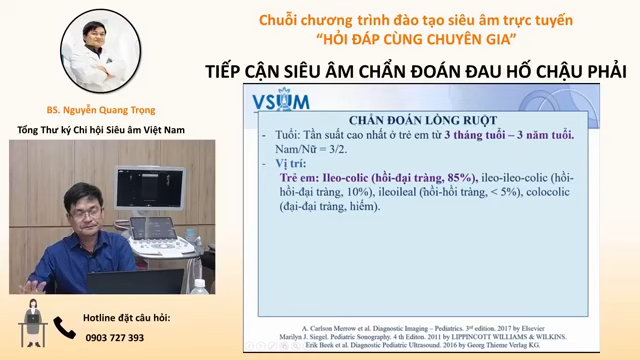 Chuỗi chương trình đào tạo siêu âm trực tuyến
“HỎI ĐÁP CÙNG CHUYÊN GIA”
TIẾP CẬN SIÊU ÂM CHẨN ĐOÁN ĐAU HỐ CHẬU PHẢI
BS. Nguyễn Quang Trọng
Tổng Thư ký Chi hội Siêu âm Việt Nam
VSUM
CHẨN ĐOÁN LỒNG RUỘT
- Tuổi: Tần suất cao nhất ở trẻ em từ 3 tháng tuổi – 3 năm tuổi.
Nam/Nữ = 3/2.
- Vị trí:
Trẻ em: Ileo-colic (hồi-đại tràng, 85%), ileo-ileo-colic (hồi-
hồi-đại tràng, 10%), ileoileal (hồi-hồi tràng, < 5%), colocolic
(đại-đại tràng, hiếm).
A. Carlson Merrow et al. Diagnostic Imaging – Pediatrics. 3rd edition. 2017 by Elsevier
Marilyn J. Siegel. Pediatric Sonography. 4 th Editon. 2011 by LIPPINCOTT WILLIAMS & WILKINS.
Erik Beek et al. Diagnostic Pediatric Ultrasound. 2016 by Georg Thieme Verlag KG.
Hotline đặt câu hỏi:
0903 727 393